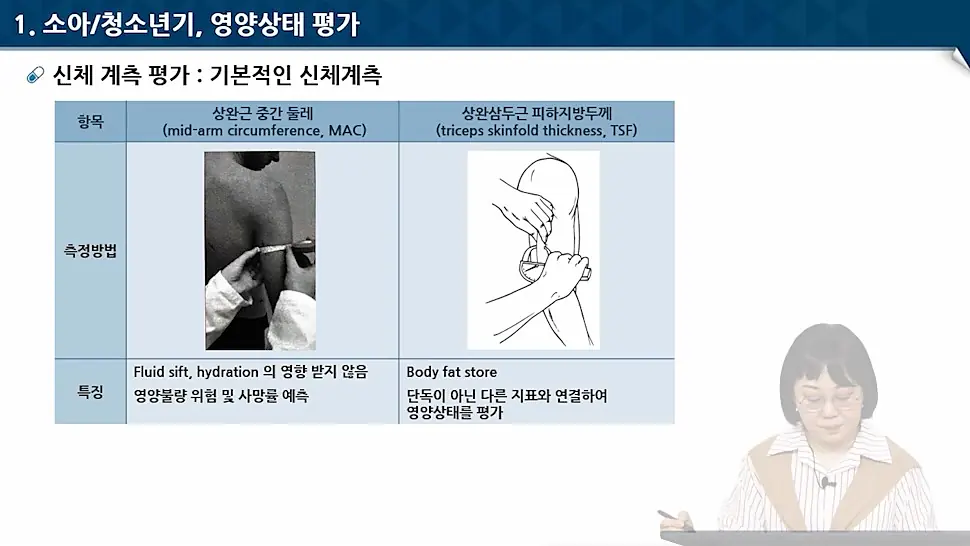 1. 소아/청소년기, 영양상태 평가
신체 계측 평가 : 기본적인 신체계측
항목
상완근 중간 둘레
(mid-arm circumference, MAC)
상완삼두근 피하지방두께
(triceps skinfold thickness, TSF)
측정방법
특징
Fluid sift, hydration 의 영향 받지 않음
영양불량 위험 및 사망률 예측
Body fat store
단독이 아닌 다른 지표와 연결하여
영양상태를 평가